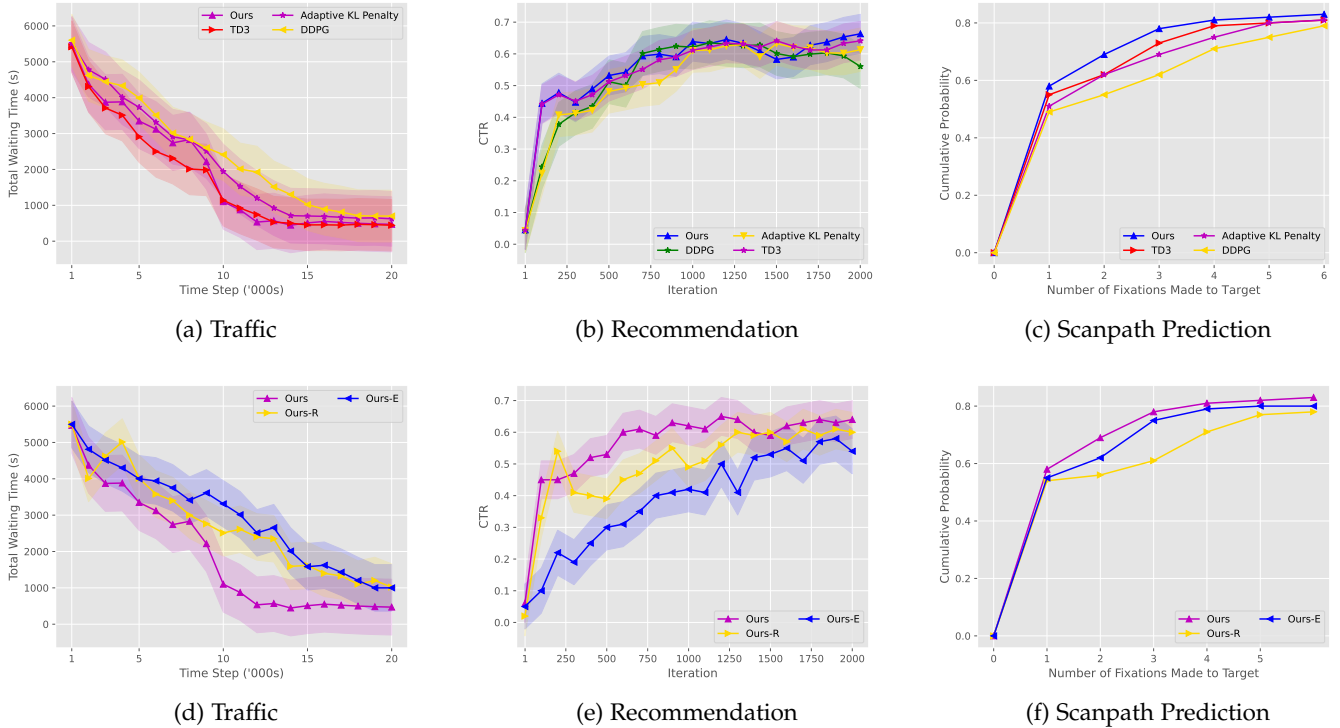 Ours
Adaptive KL Penalty
TD3
DDPG
6000
5000
4000
3000
2000
1000
0
Total Waiting Time (s)
1
5
10
15
20
Time Step ('000s)
(a) Traffic
0.7
0.6
0.5
0.4
0.3
0.2
0.1
0.0
CTR
Ours
Adaptive KL Penalty
DDPG
TD3
1
250
500
750
1000
1250
1500
1750
2000
Iteration
(b) Recommendation
0.8
0.6
0.4
0.2
0.0
Cumulative Probability
Ours
Adaptive KL Penalty
TD3
DDPG
0
1
2
3
4
5
6
Number of Fixations Made to Target
(c) Scanpath Prediction
Ours
Ours-E
Ours-R
6000
5000
4000
3000
2000
1000
0
Total Waiting Time (s)
1
5
10
15
20
Time Step ('000s)
(d) Traffic
0.7
0.6
0.5
0.4
0.3
0.2
0.1
0.0
CTR
Ours
Ours-E
Ours-R
1
250
500
750
1000
1250
1500
1750
2000
Iteration
(e) Recommendation
0.8
0.6
0.4
0.2
0.0
Cumulative Probability
Ours
Ours-E
Ours-R
0
1
2
3
4
5
Number of Fixations Made to Target
(f) Scanpath Prediction